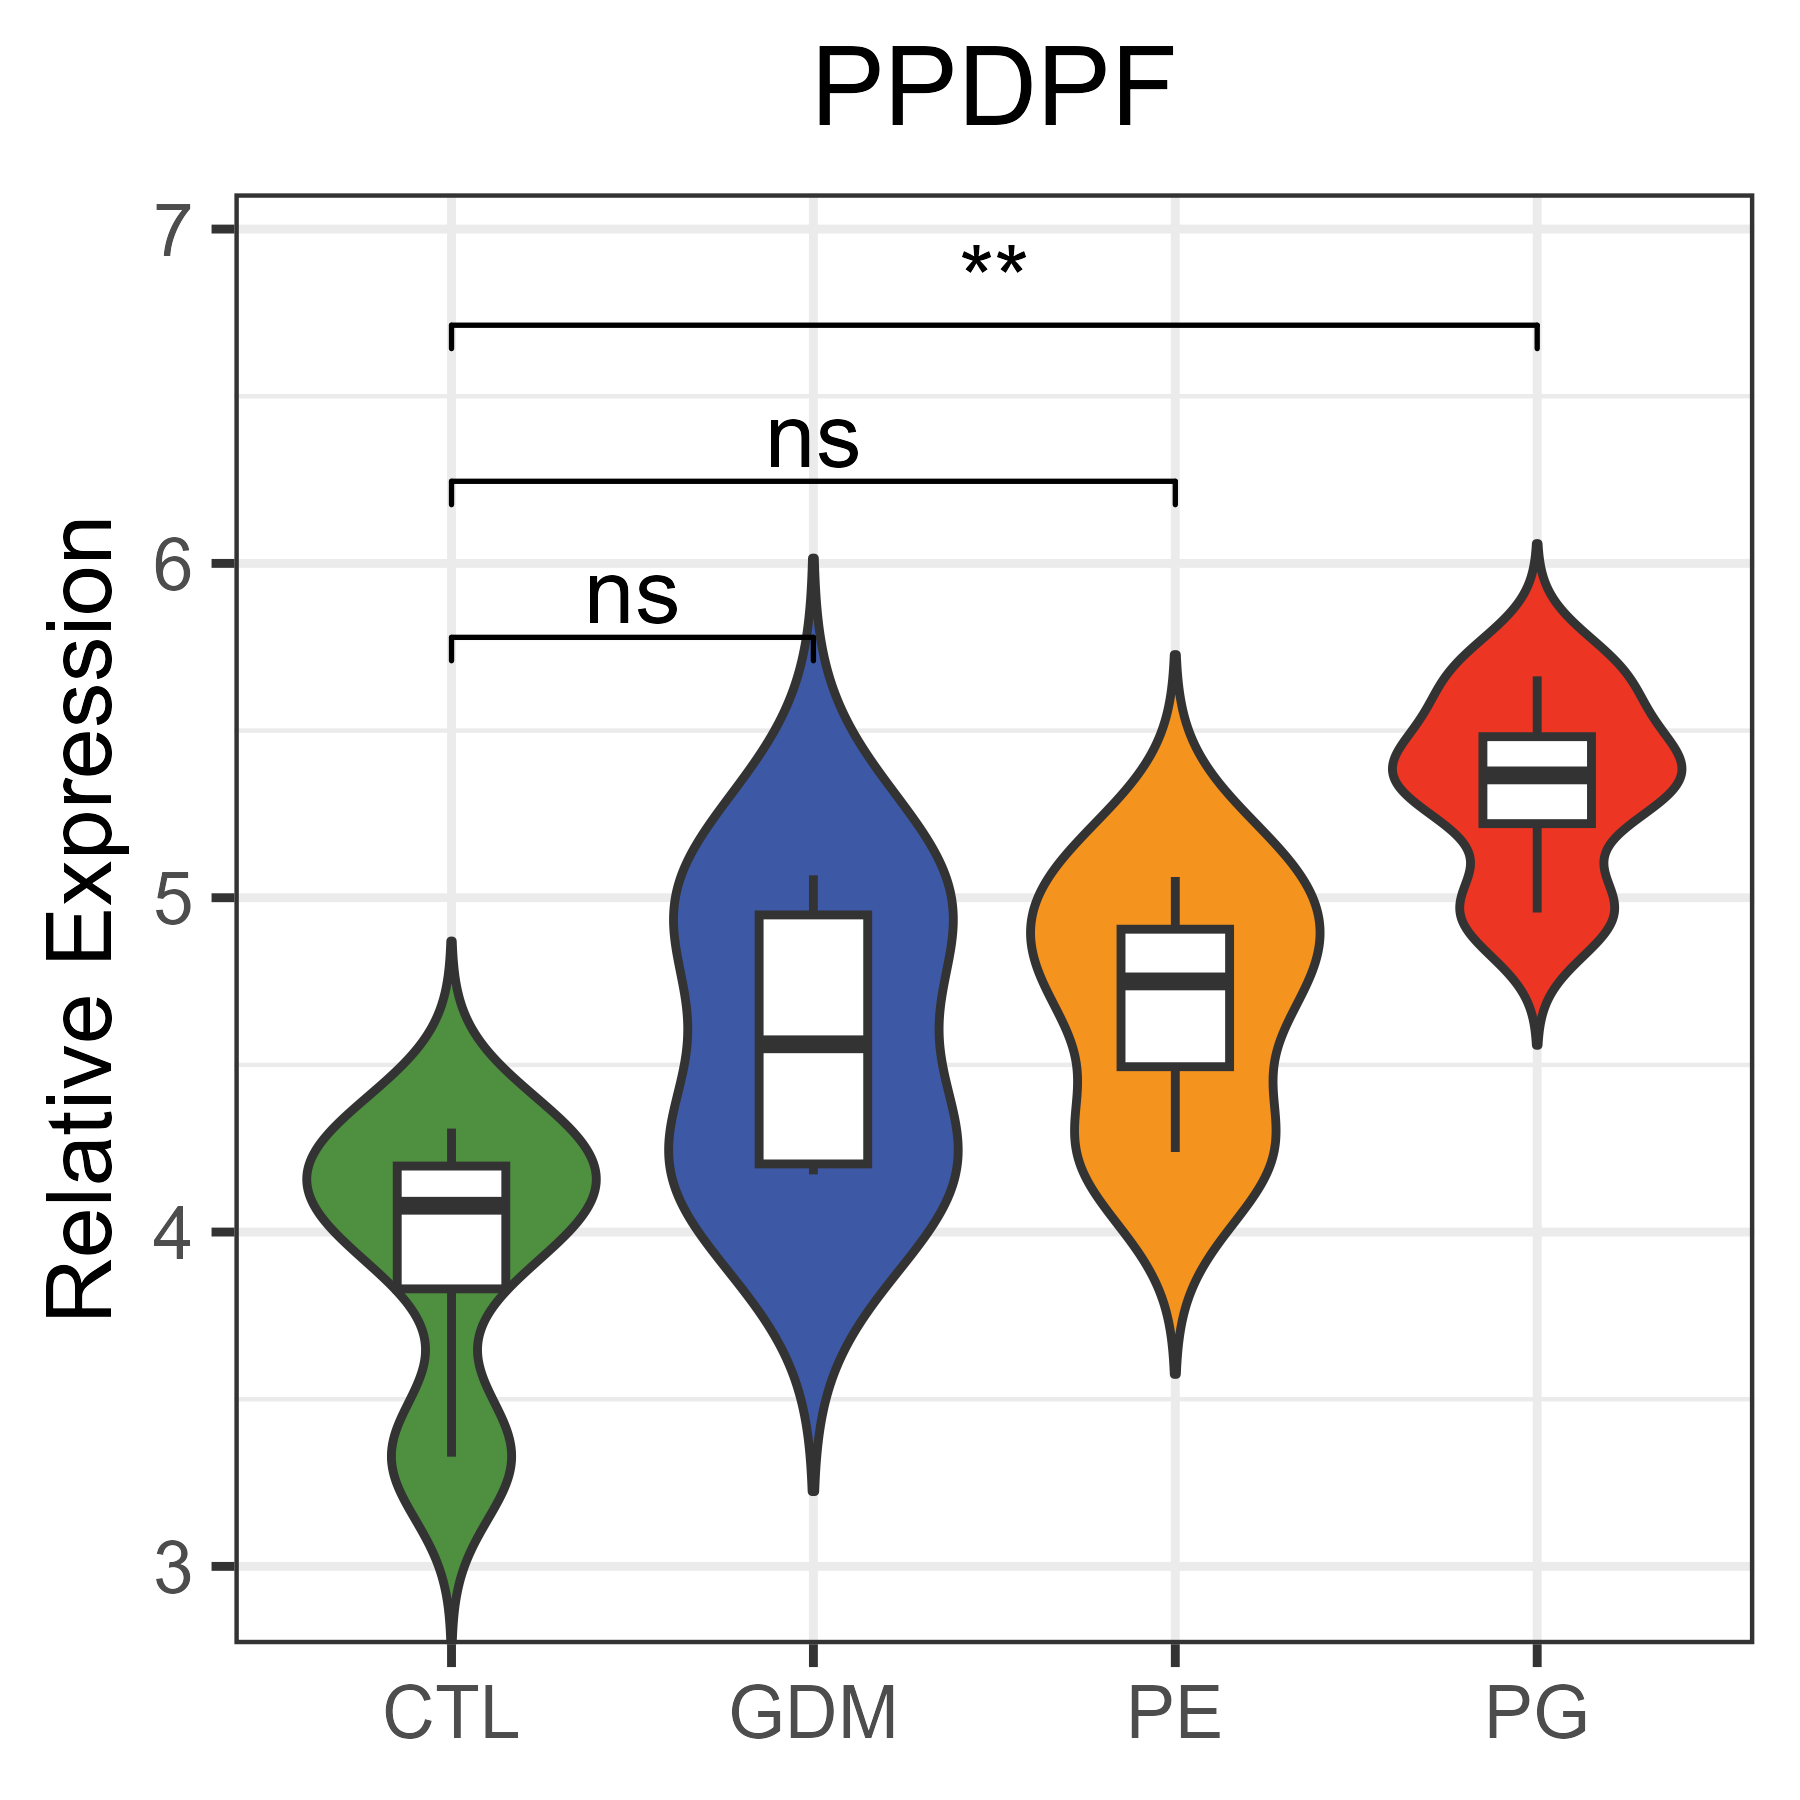 PPDPF
Relative Expression
7
6
5
4
3
**
ns
ns
CTL
GDM
PE
PG